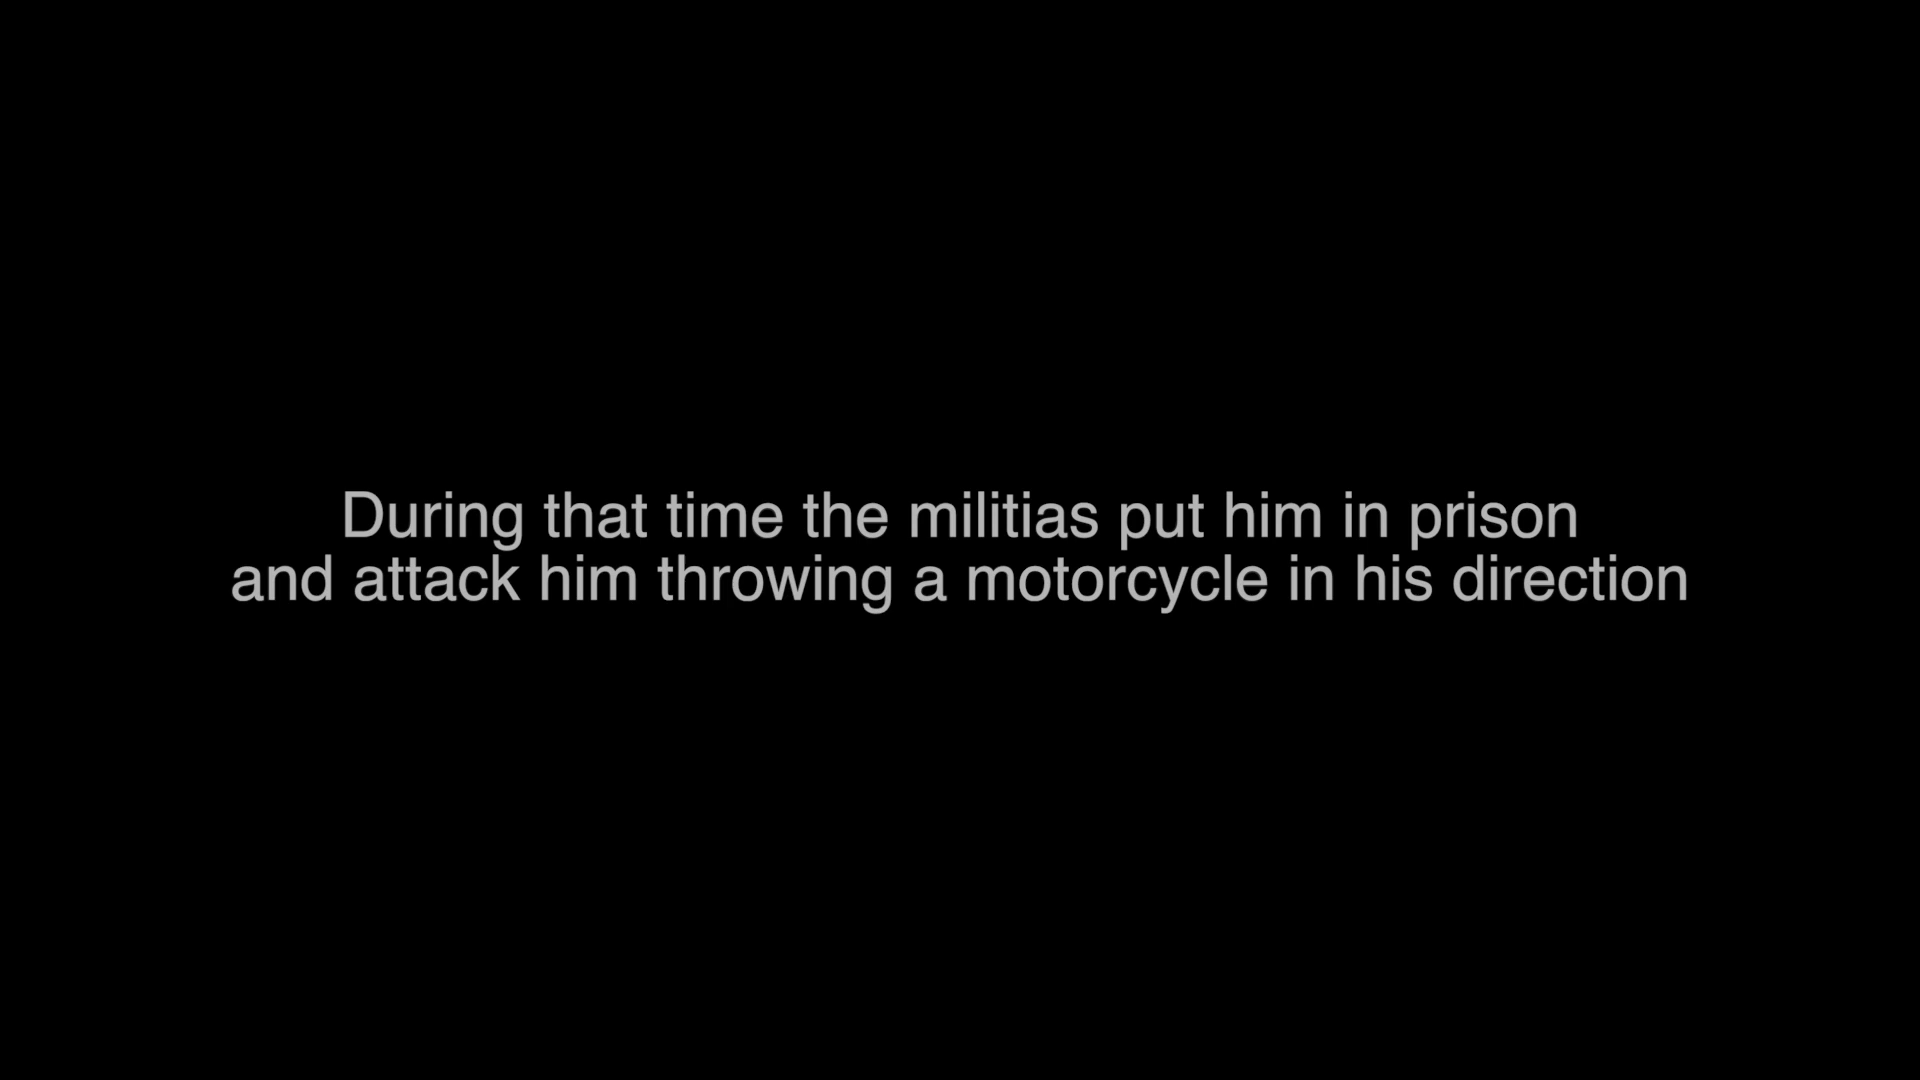 During that time the militias put him in prison
and attack him throwing a motorcycle in his direction